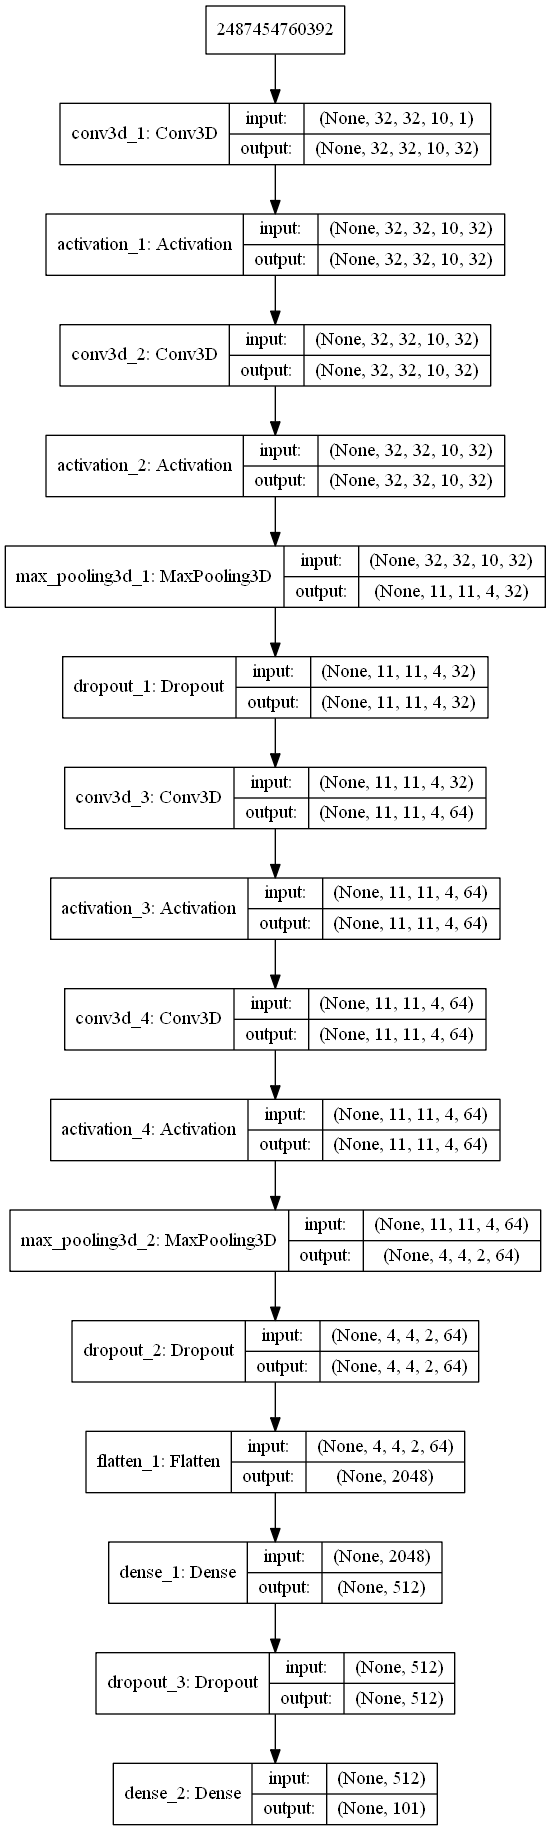 2487454760392
conv3d_1: Conv3D
input: (None, 32, 32, 10, 1)
output: (None, 32, 32, 10, 32)
activation_1: Activation
input: (None, 32, 32, 10, 32)
output: (None, 32, 32, 10, 32)
conv3d_2: Conv3D
input: (None, 32, 32, 10, 32)
output: (None, 32, 32, 10, 32)
activation_2: Activation
input: (None, 32, 32, 10, 32)
output: (None, 32, 32, 10, 32)
max_pooling3d_1: MaxPooling3D
input: (None, 32, 32, 10, 32)
output: (None, 11, 11, 4, 32)
dropout_1: Dropout
input: (None, 11, 11, 4, 32)
output: (None, 11, 11, 4, 32)
conv3d_3: Conv3D
input: (None, 11, 11, 4, 32)
output: (None, 11, 11, 4, 64)
activation_3: Activation
input: (None, 11, 11, 4, 64)
output: (None, 11, 11, 4, 64)
conv3d_4: Conv3D
input: (None, 11, 11, 4, 64)
output: (None, 11, 11, 4, 64)
activation_4: Activation
input: (None, 11, 11, 4, 64)
output: (None, 11, 11, 4, 64)
max_pooling3d_2: MaxPooling3D
input: (None, 11, 11, 4, 64)
output: (None, 4, 4, 2, 64)
dropout_2: Dropout
input: (None, 4, 4, 2, 64)
output: (None, 4, 4, 2, 64)
flatten_1: Flatten
input: (None, 4, 4, 2, 64)
output: (None, 2048)
dense_1: Dense
input: (None, 2048)
output: (None, 512)
dropout_3: Dropout
input: (None, 512)
output: (None, 512)
dense_2: Dense
input: (None, 512)
output: (None, 101)